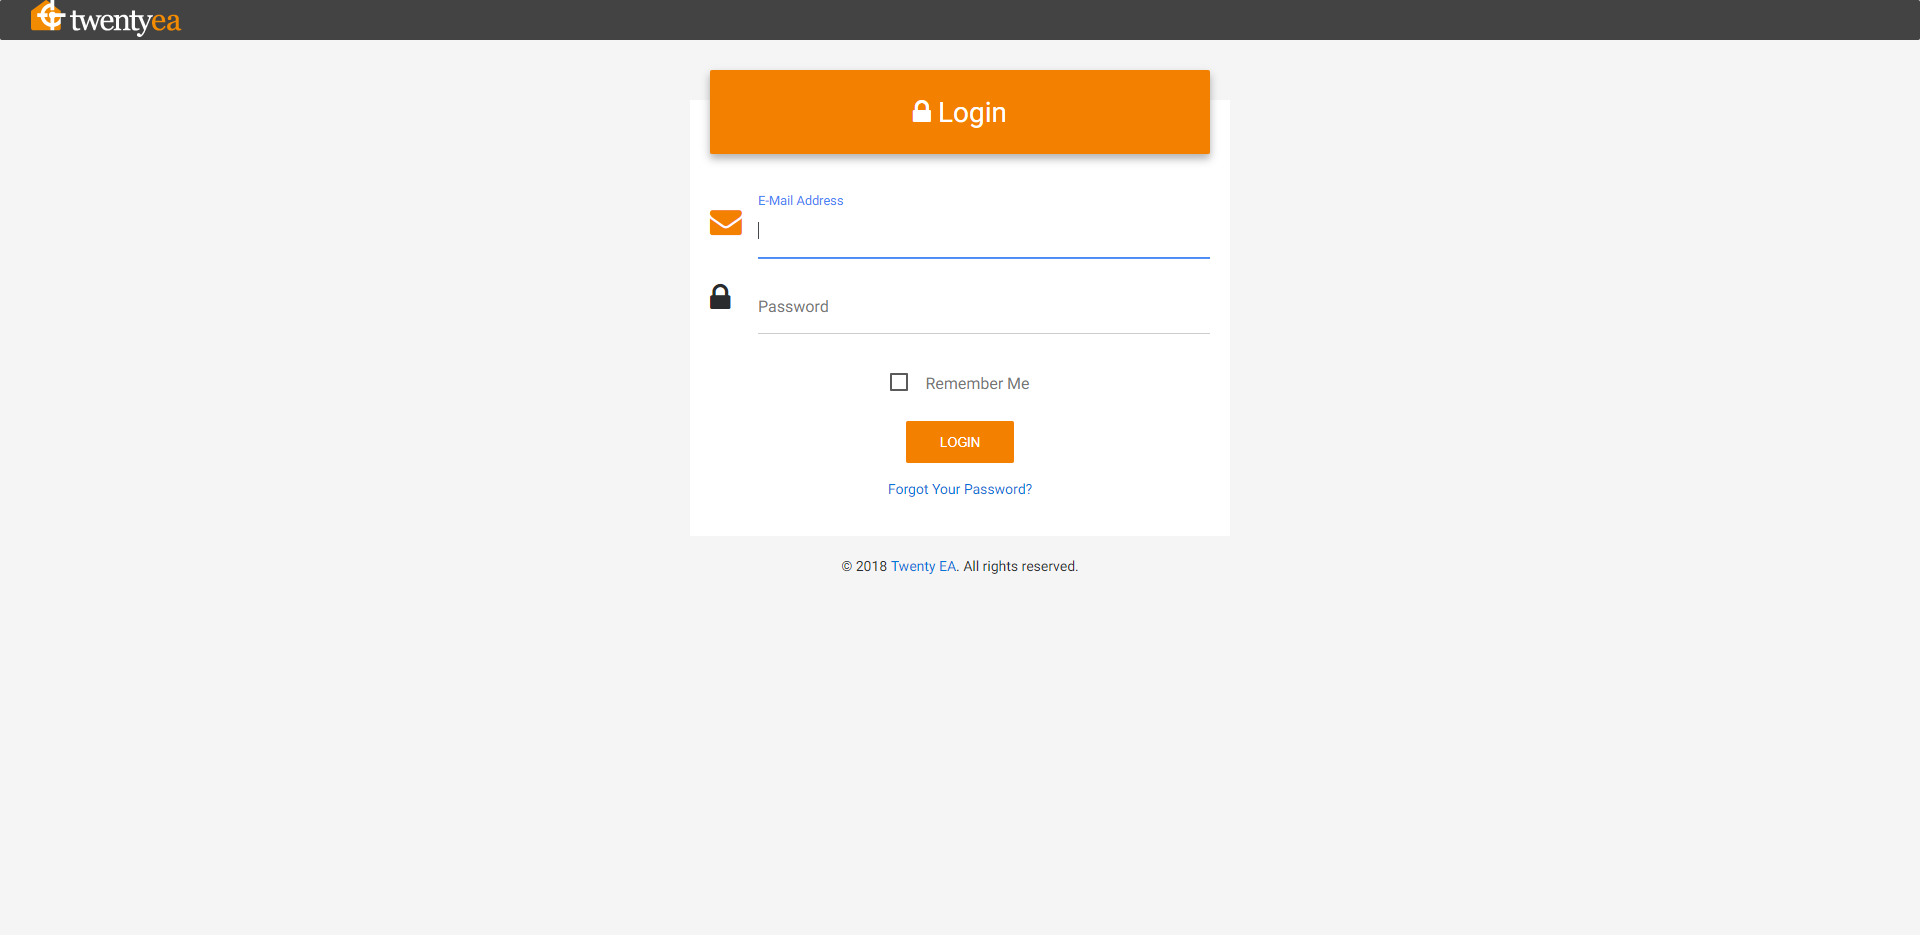 twentyea
Login
E-Mail Address
Password
Remember Me
LOGIN
Forgot Your Password?
© 2018 Twenty EA. All rights reserved.